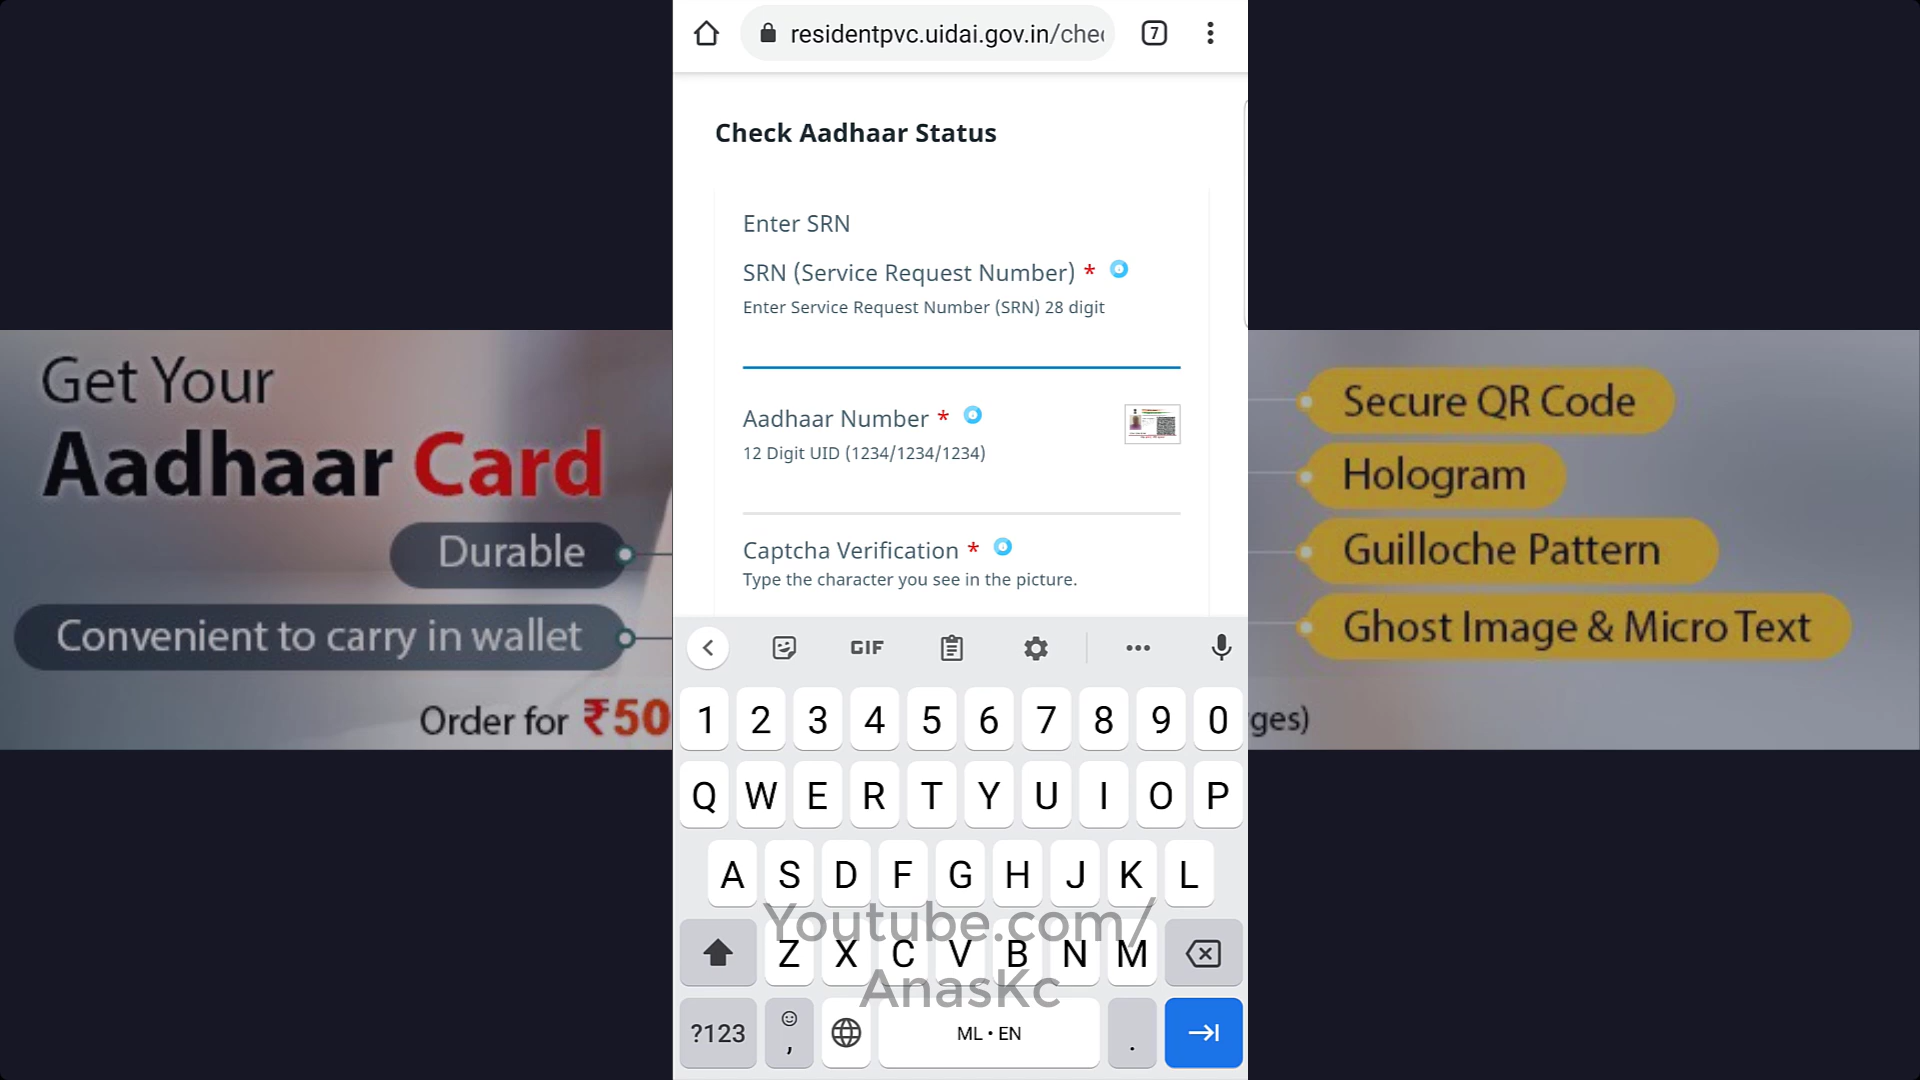 residentpvc.uidai.gov.in/che
7
Check Aadhaar Status
Enter SRN
SRN (Service Request Number) *
Enter Service Request Number (SRN) 28 digit
Aadhaar Number *
12 Digit UID (1234/1234/1234)
Captcha Verification *
Type the character you see in the picture.
Get Your
Aadhaar Card
Durable
Convenient to carry in wallet
Order for ₹50
Secure QR Code
Hologram
Guilloche Pattern
Ghost Image & Micro Text
ges)
GIF
1 2 3 4 5 6 7 8 9 0
Q W E R T Y U I O P
A S D F G H J K L
Z X C V B N M
?123 , ML • EN .
Youtube.com/
AnasKc